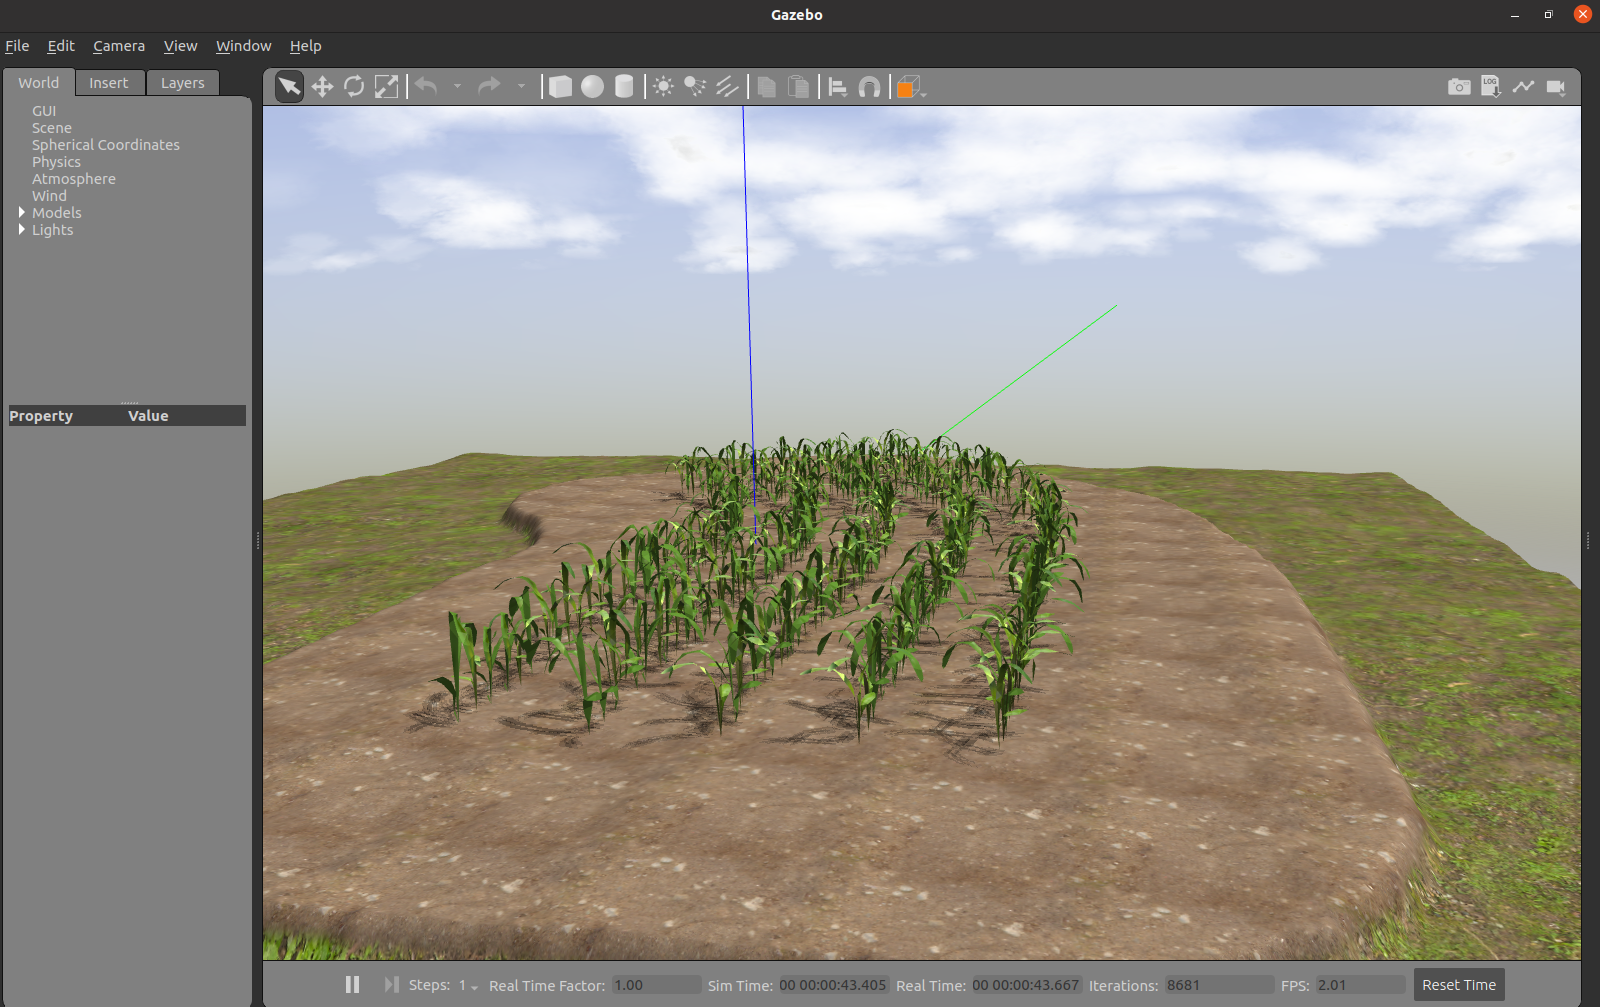 Gazebo
File Edit Camera View Window Help
World Insert Layers
GUI
Scene
Spherical Coordinates
Physics
Atmosphere
Wind
Models
Lights
Property Value
LOG
Steps: 1 Real Time Factor: 1.00 Sim Time: 00 00:00:43.405 Real Time: 00 00:00:43.667 Iterations: 8681 FPS: 2.01 Reset Time